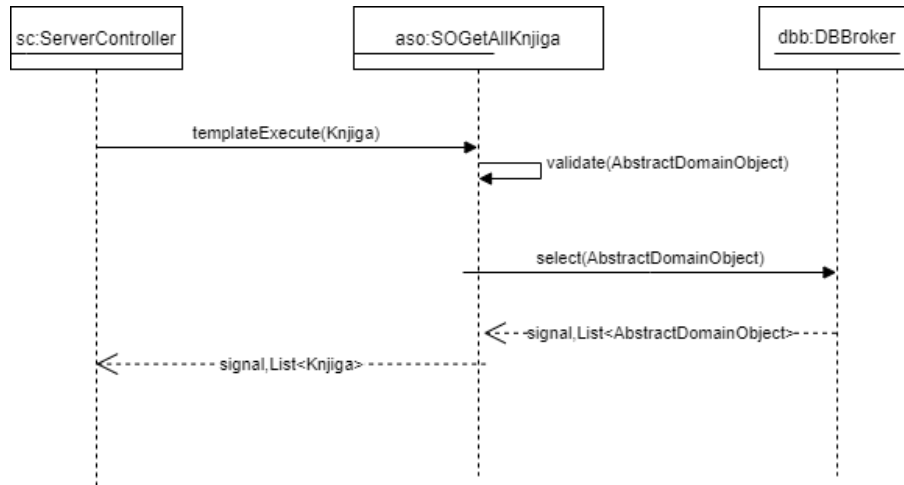 sc:ServerController
aso:SOGetAllKnjiga
dbb:DBBroker
templateExecute(Knjiga)
validate(AbstractDomainObject)
select(AbstractDomainObject)
signal,List<AbstractDomainObject>
signal,List<Knjiga>